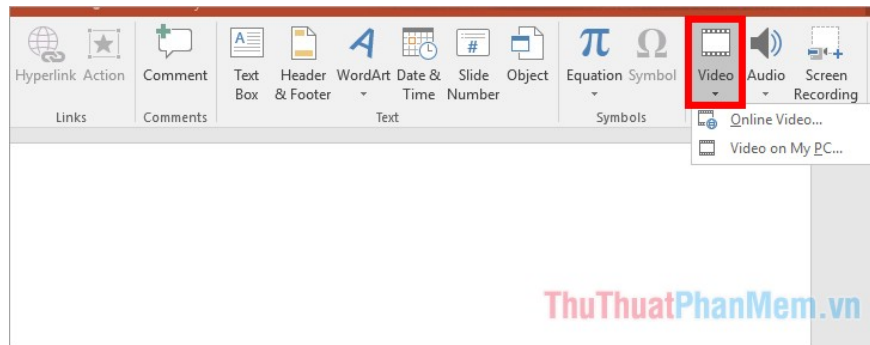 Hyperlink Action Comment Text Header WordArt Date & Slide Object Equation Symbol Video Audio Screen
Box & Footer Time Number Recording
Links Comments Text Symbols
Online Video...
Video on My PC...
ThuThuatPhanMem.vn